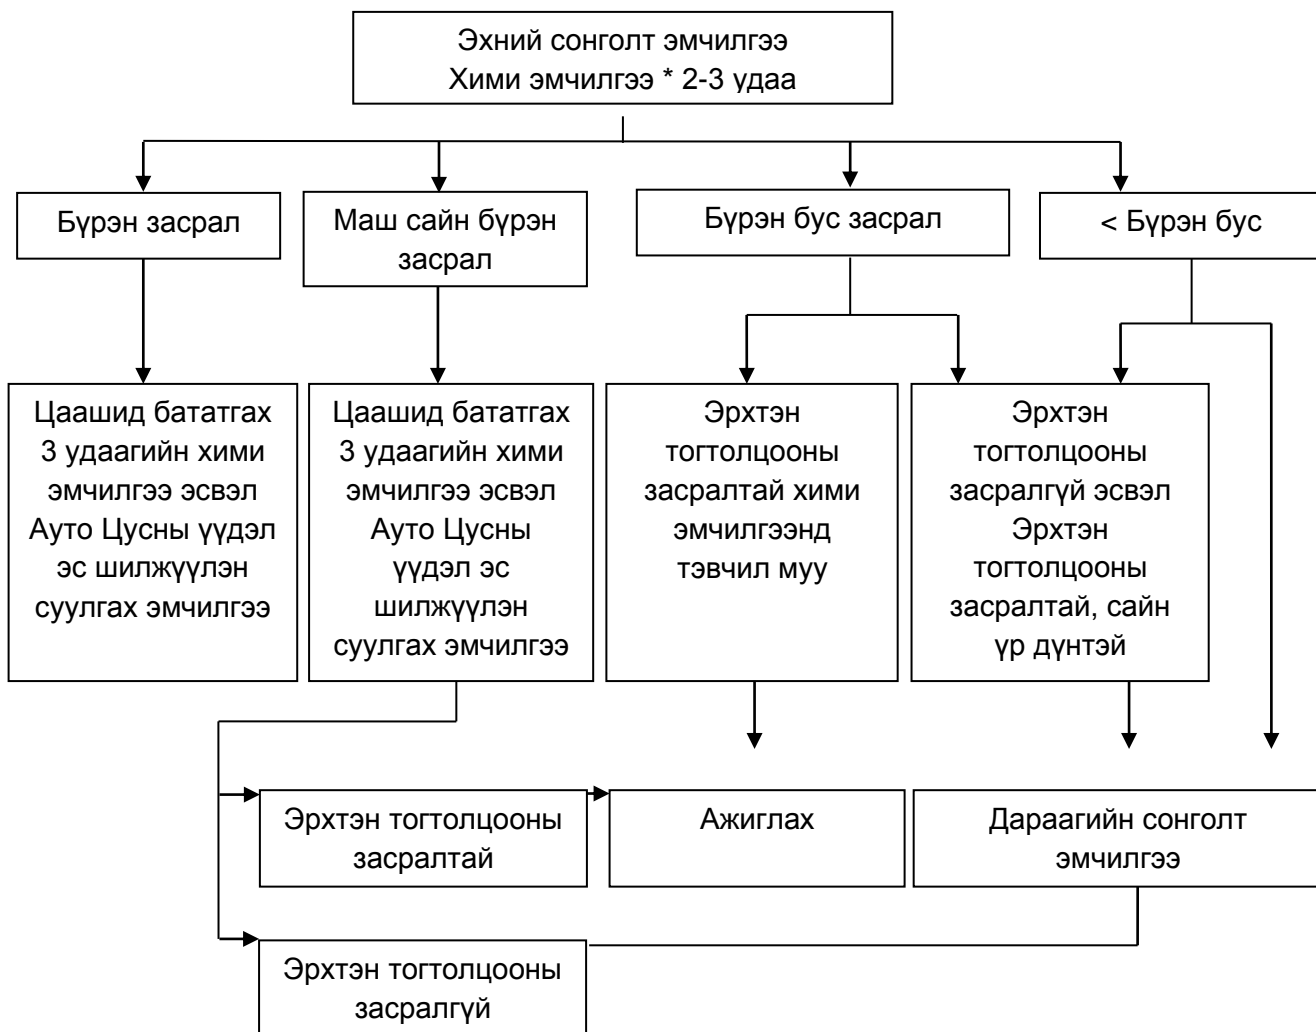 Эхний сонголт эмчилгээ
Хими эмчилгээ * 2-3 удаа
Бүрэн засрал
Маш сайн бүрэн
засрал
Бүрэн бус засрал
< Бүрэн бус
Цаашид бататгах
3 удаагийн хими
эмчилгээ эсвэл
Ауто Цусны үүдэл
эс шилжүүлэн
суулгах эмчилгээ
Цаашид бататгах
3 удаагийн хими
эмчилгээ эсвэл
Ауто Цусны
үүдэл эс
шилжүүлэн
суулгах эмчилгээ
Эрхтэн
тогтолцооны
засралтай хими
эмчилгээнд
тэвчил муу
Эрхтэн
тогтолцооны
засралгүй эсвэл
Эрхтэн
тогтолцооны
засралтай, сайн
үр дүнтэй
Эрхтэн тогтолцооны
засралтай
Ажиглах
Дараагийн сонголт
эмчилгээ
Эрхтэн тогтолцооны
засралгүй